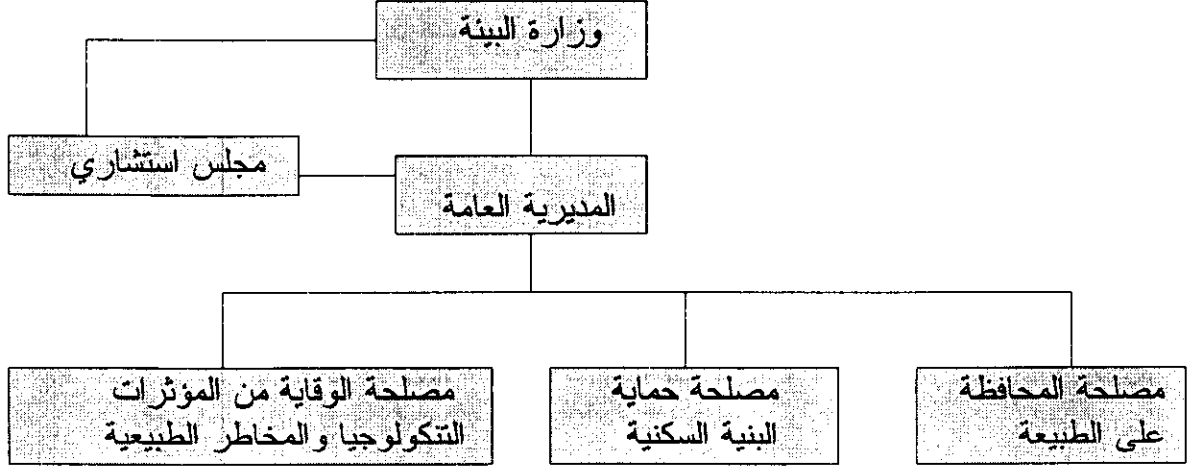 وزارة البيئة
مجلس استشاري
المديرية العامة
مصلحة المحافظة
على الطبيعة
مصلحة حماية
البنية السكنية
مصلحة الوقاية من المؤثرات
التنكولوجيا والمخاطر الطبيعية